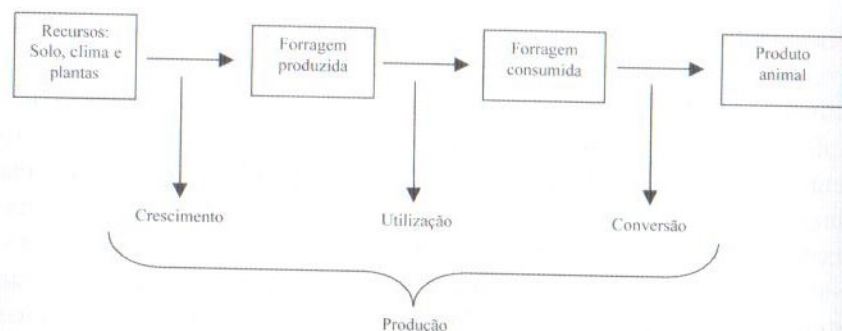 Recursos:
Solo, clima e
plantas
Forragem
produzida
Forragem
consumida
Produto
animal
Crescimento
Utilização
Conversão
Produção